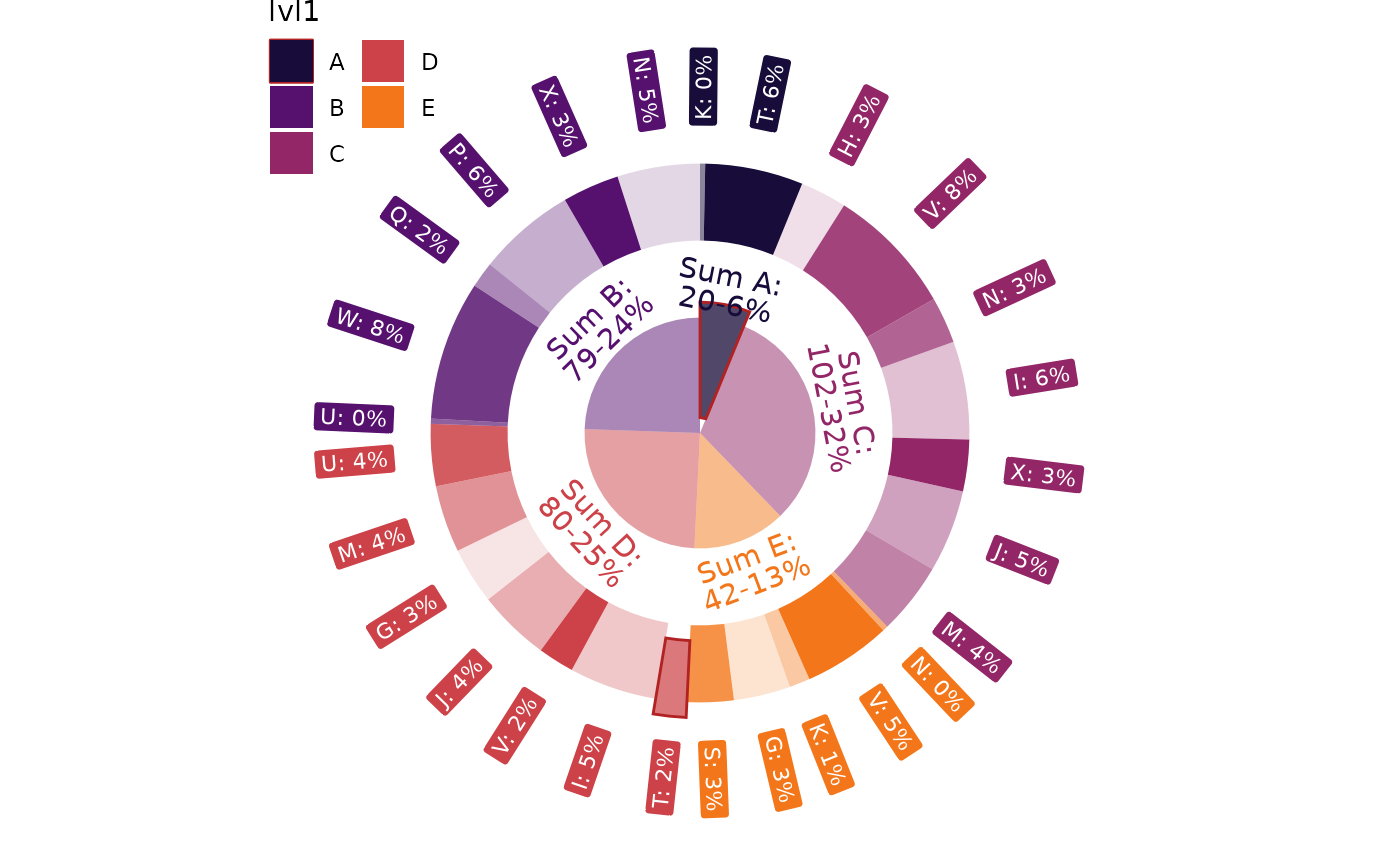 lvl1
A
D
B
E
C
K: 0%
T: 6%
H: 3%
V: 8%
N: 3%
I: 6%
X: 3%
J: 5%
M: 4%
N: 0%
V: 5%
K: 1%
G: 3%
S: 3%
T: 2%
I: 5%
V: 2%
J: 4%
G: 3%
M: 4%
U: 4%
U: 0%
W: 8%
Q: 2%
P: 6%
X: 3%
N: 5%
Sum A:
20-6%
Sum C:
102-32%
Sum E:
42-13%
Sum D:
80-25%
Sum B:
79-24%